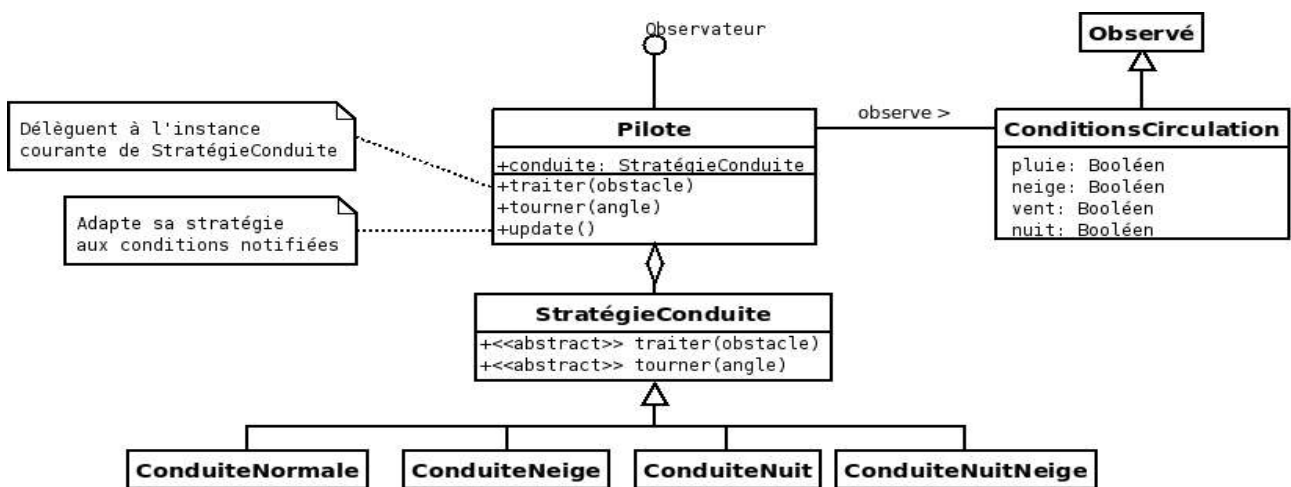 Observateur
Observé
observe >
Délèguent à l'instance
courante de StratégieConduite
Pilote
+conduite: StratégieConduite
+traiter(obstacle)
+tourner(angle)
+update()
ConditionsCirculation
pluie: Booléen
neige: Booléen
vent: Booléen
nuit: Booléen
Adapte sa stratégie
aux conditions notifiées
StratégieConduite
+<<abstract>> traiter(obstacle)
+<<abstract>> tourner(angle)
ConduiteNormale
ConduiteNeige
ConduiteNuit
ConduiteNuitNeige